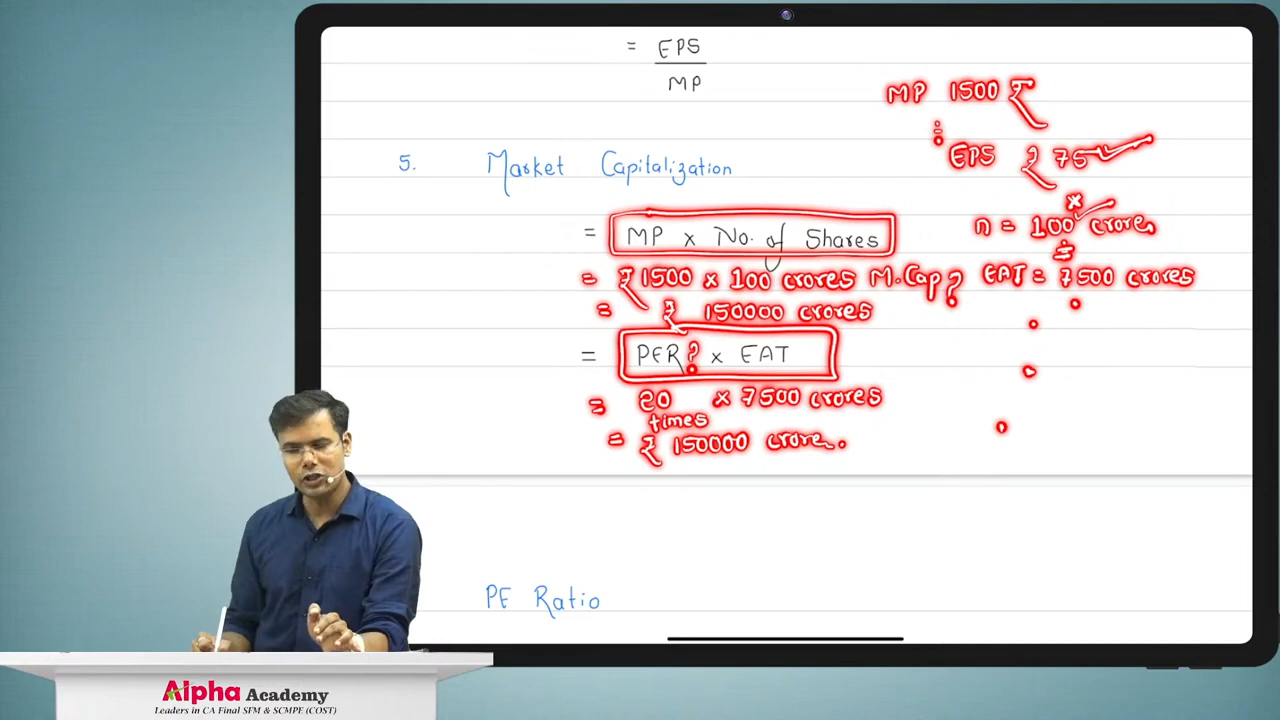 = EPS
MP
MP 1500 ₹
÷
EPS ₹ 75
×
n = 100 crore
=
EAT = 7500 crores
5. Market Capitalization
= MP x No. of Shares
= ₹ 1500 x 100 crores M.Cap?
= ₹ 150000 crores
= PER? x EAT
= 20 x 7500 crores
times
= ₹ 150000 crore.
PE Ratio
Alpha Academy
Leaders in CA Final SFM & SCMPE (COST)